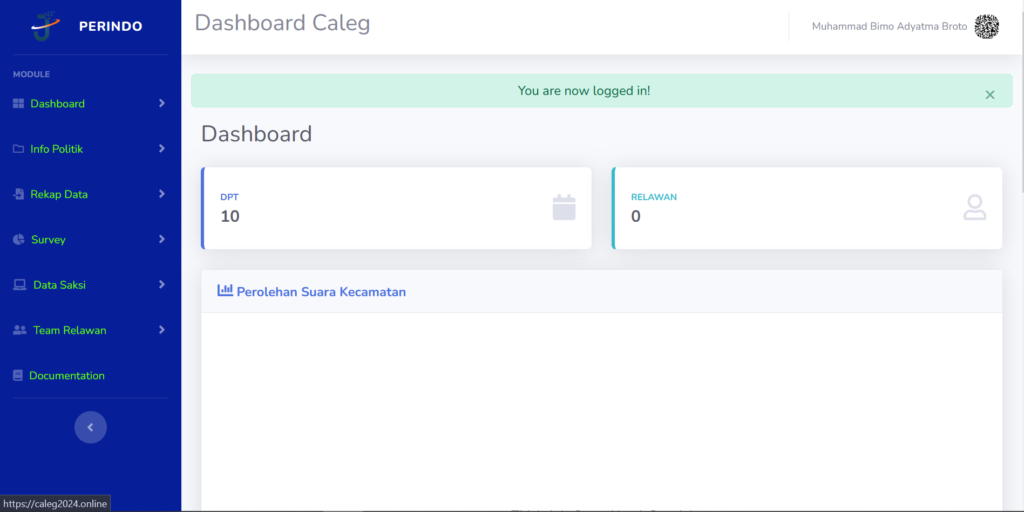 PERINDO
Dashboard Caleg
Muhammad Bimo Adyatma Broto
MODULE
Dashboard
Info Politik
Rekap Data
Survey
Data Saksi
Team Relawan
Documentation
You are now logged in!
×
Dashboard
DPT
10
RELAWAN
0
Perolehan Suara Kecamatan
https://caleg2024.online